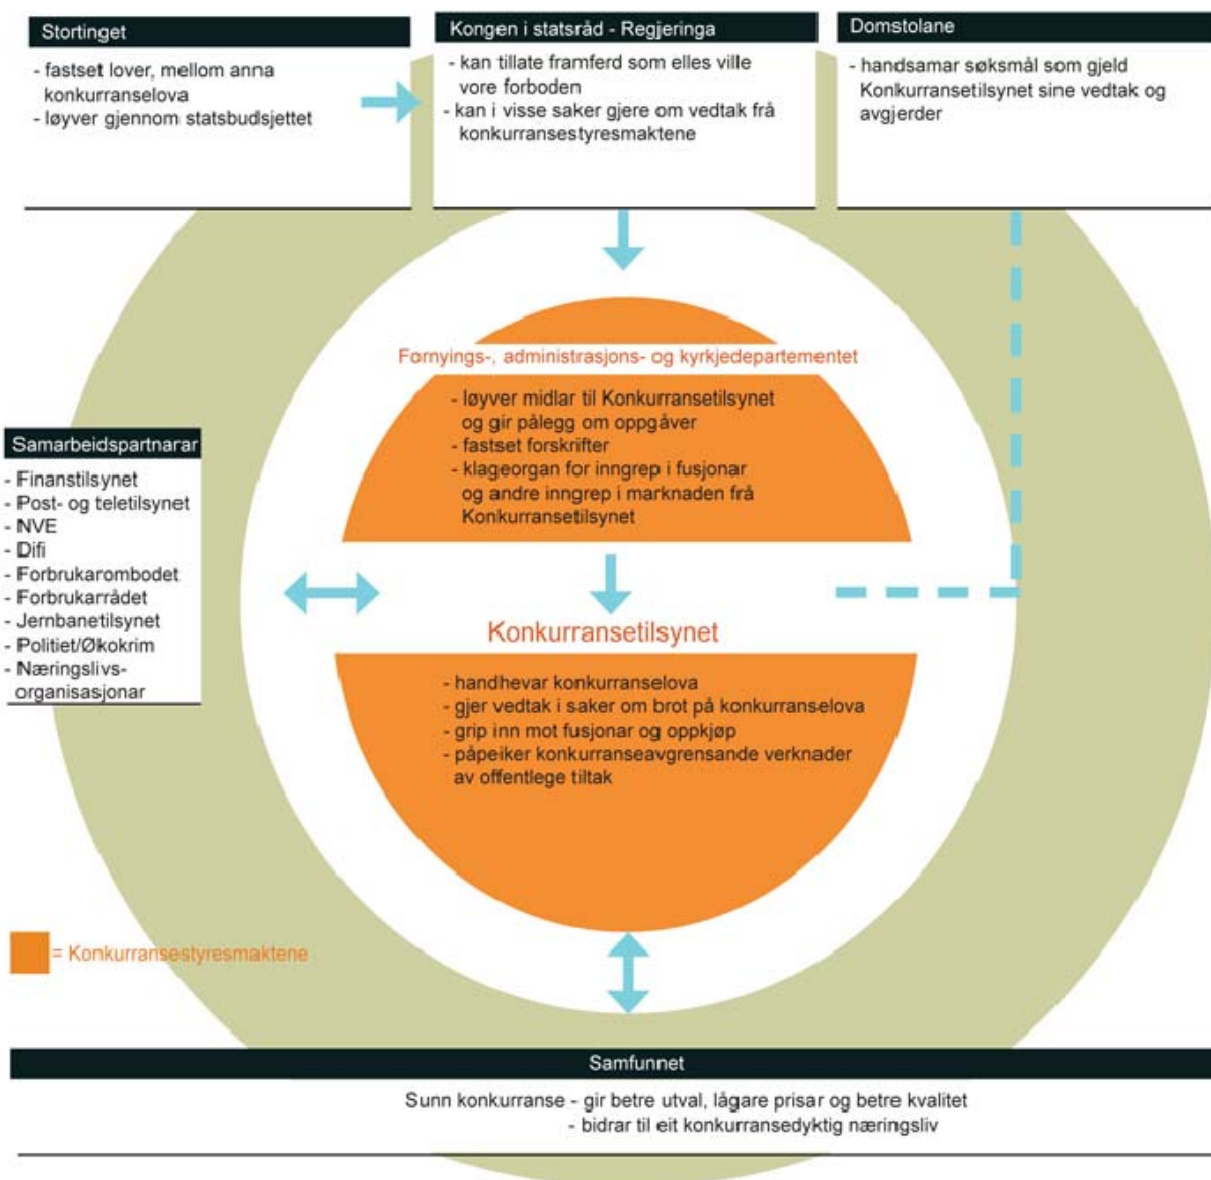 Stortinget
- fastset lover, mellom anna
konkurranselova
- løyver gjennom statsbudsjettet
Kongen i statsråd - Regjeringa
- kan tillate framferd som elles ville
vore forboden
- kan i visse saker gjere om vedtak frå
konkurransestyresmaktene
Domstolane
- handsamar søksmål som gjeld
Konkurransetilsynet sine vedtak og
avgjerder
Fornyings-, administrasjons- og kyrkjedepartementet
- løyver midlar til Konkurransetilsynet
og gir pålegg om oppgåver
- fastset forskrifter
- klageorgan for inngrep i fusjonar
og andre inngrep i marknaden frå
Konkurransetilsynet
Samarbeidspartnarar
- Finanstilsynet
- Post- og teletilsynet
- NVE
- Difi
- Forbrukarombodet
- Forbrukarrådet
- Jernbanetilsynet
- Politiet/Økokrim
- Næringslivs-
organisasjonar
Konkurransetilsynet
- handhevar konkurranselova
- gjer vedtak i saker om brot på konkurranselova
- grip inn mot fusjonar og oppkjøp
- påpeiker konkurranseavgrensande verknader
av offentlege tiltak
= Konkurransestyresmaktene
Samfunnet
Sunn konkurranse - gir betre utval, lågare prisar og betre kvalitet
- bidrar til eit konkurransedyktig næringsliv